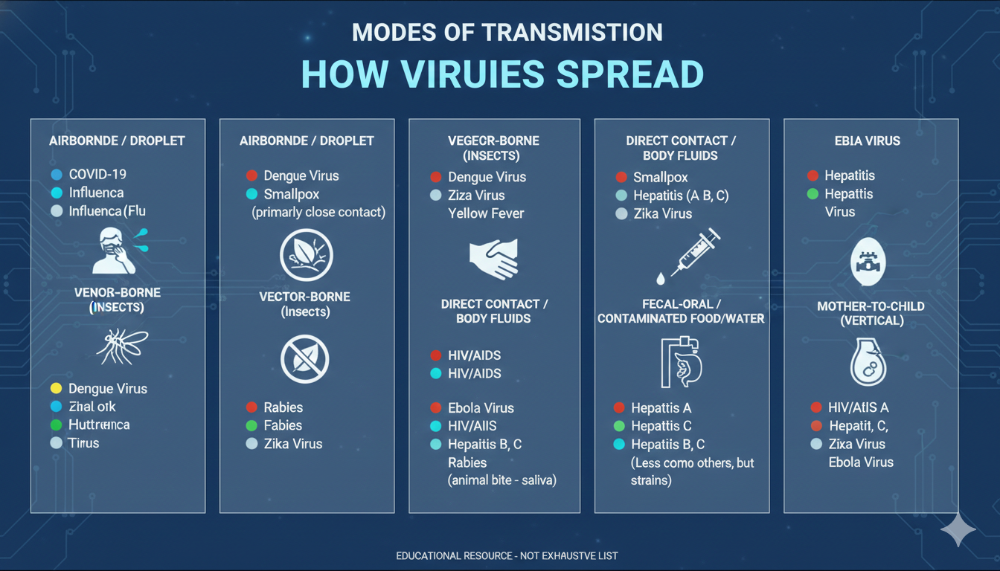 MODES OF TRANSMISTION
HOW VIRUIES SPREAD
AIRBORNDE / DROPLET
COVID-19
Influenca
Influenca (Flu
VENOR-BORNE
(INSECTS)
Dengue Virus
Tirus
AIRBORNDE / DROPLET
Dengue Virus
Smallpox
(primarly close contact)
VECTOR-BORNE
(Insects)
Rabies
Fabies
Zika Virus
VEGECR-BORNE
(INSECTS)
Dengue Virus
Ziza Virus
Yellow Fever
DIRECT CONTACT /
BODY FLUIDS
HIV/AIDS
HIV/AIDS
Ebola Virus
HIV/AIIS
Hepaitis B, C
Rabies
(animal bite - saliva)
DIRECT CONTACT /
BODY FLUIDS
Smallpox
Hepatitis (A B, C)
Zika Virus
FECAL-ORAL /
CONTAMINATED FOOD/WATER
Hepattis A
Hepattis C
Hepatiis B, C
(Less como others, but
strains)
EBIA VIRUS
Hepatitis
Hepattis
Virus
MOTHER-TO-CHILD
(VERTICAL)
HIV/AtIS A
Hepatit, C,
Zixa Virus
Ebola Virus
EDUCATIONAL RESOURCE - NOT EXHAUSTVE LIST